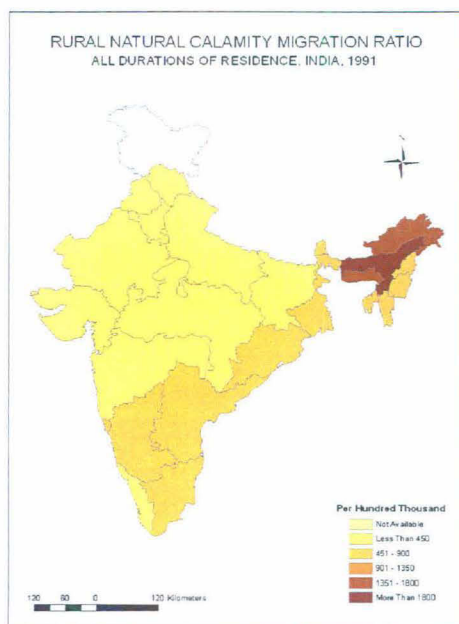 RURAL NATURAL CALAMITY MIGRATION RATIO
ALL DURATIONS OF RESIDENCE, INDIA, 1991
Per Hundred Thousand
Not Available
Less Than 450
451 - 900
901 - 1350
1351 - 1800
More Than 1800
120 60 0 120 Kilometers